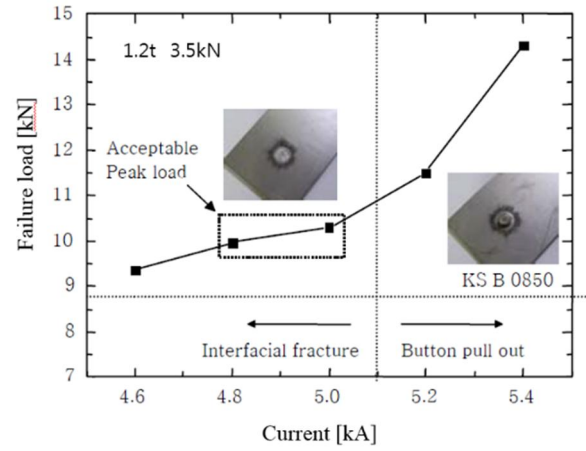 15
14
13
12
11
10
9
8
7
Failure load [kN]
1.2t 3.5kN
Acceptable
Peak load
KS B 0850
Interfacial fracture
Button pull out
4.6 4.8 5.0 5.2 5.4
Current [kA]